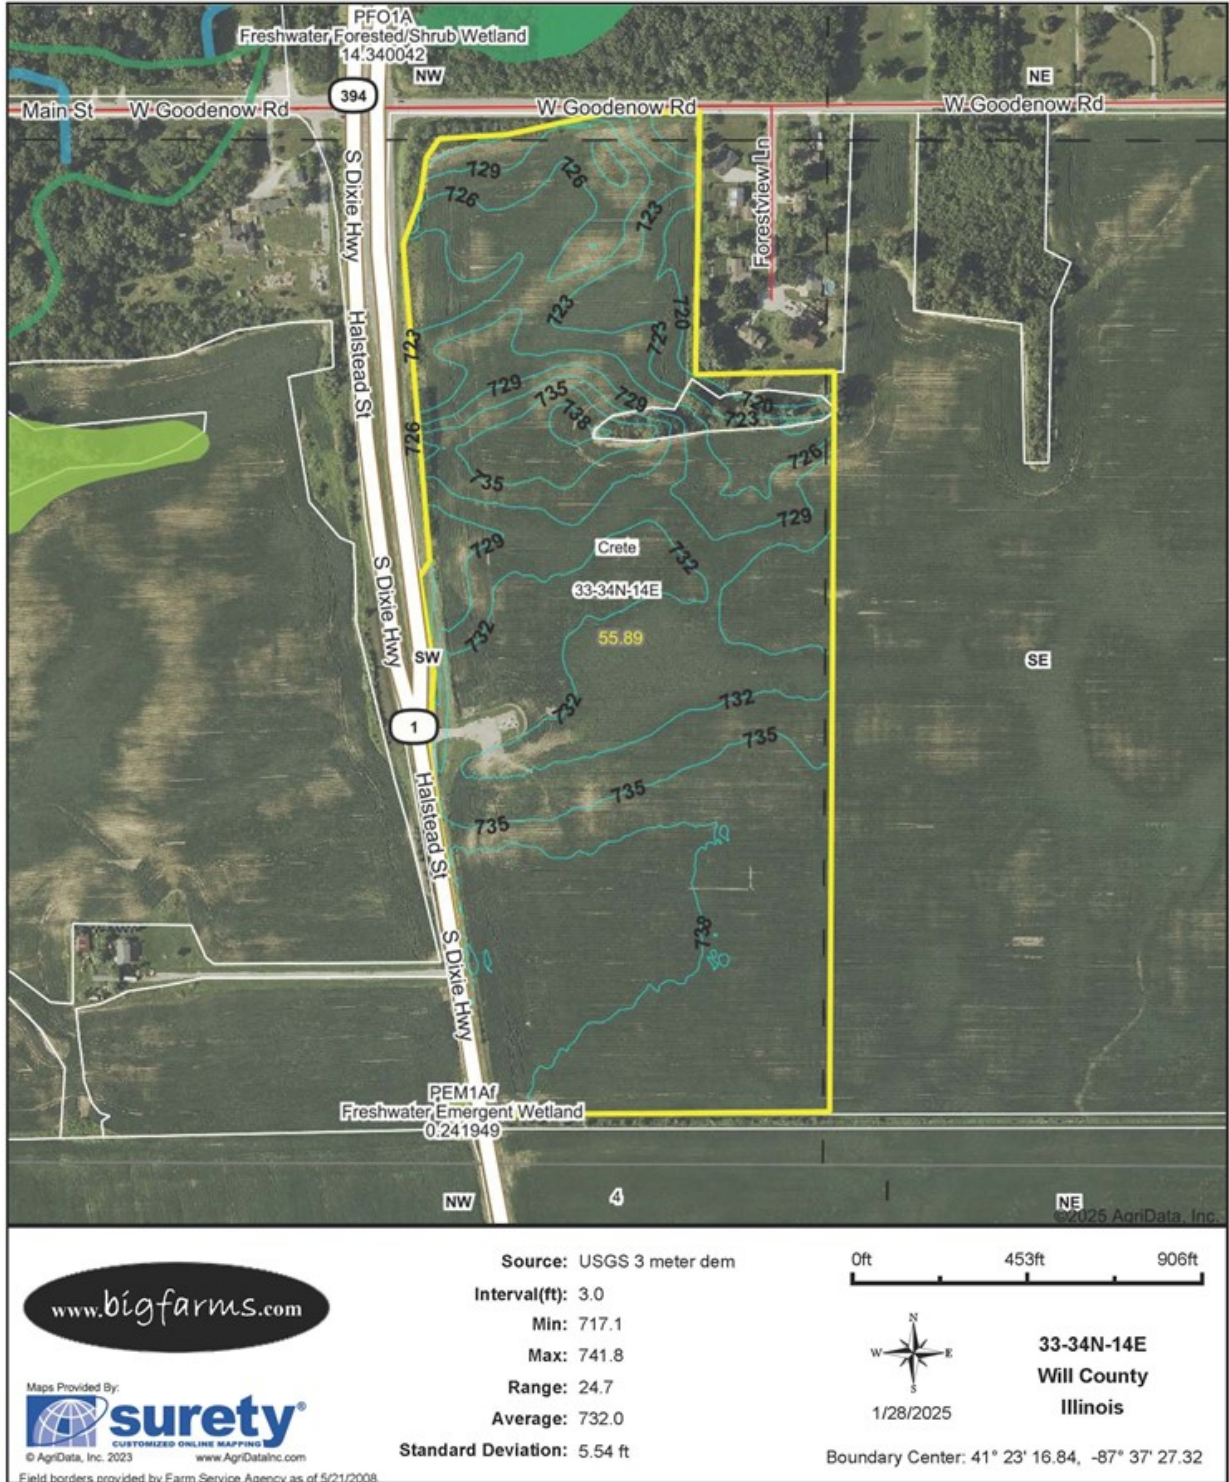 PFO1A
Freshwater Forested/Shrub Wetland
14.340042
NW
NE
394
Main St
W Goodenow Rd
W Goodenow Rd
W Goodenow Rd
S Dixie Hwy
Forestview Ln
729
726
726
723
723
720
723
723
Halstead St
729
735
738
729
720
723
726
726
735
729
729
732
Crete
33-34N-14E
55.89
S Dixie Hwy
732
SW
SE
1
732
732
735
735
735
Halstead St
738
S Dixie Hwy
PEM1Af
Freshwater Emergent Wetland
0.241949
NW
4
NE
©2025 AgriData, Inc.
www.bigfarms.com
Maps Provided By:
surety®
CUSTOMIZED ONLINE MAPPING
© AgriData, Inc. 2023
www.AgriDataInc.com
Field borders provided by Farm Service Agency as of 5/21/2008.
Source: USGS 3 meter dem
Interval(ft): 3.0
Min: 717.1
Max: 741.8
Range: 24.7
Average: 732.0
Standard Deviation: 5.54 ft
0ft 453ft 906ft
N
W E
S
1/28/2025
33-34N-14E
Will County
Illinois
Boundary Center: 41° 23' 16.84, -87° 37' 27.32